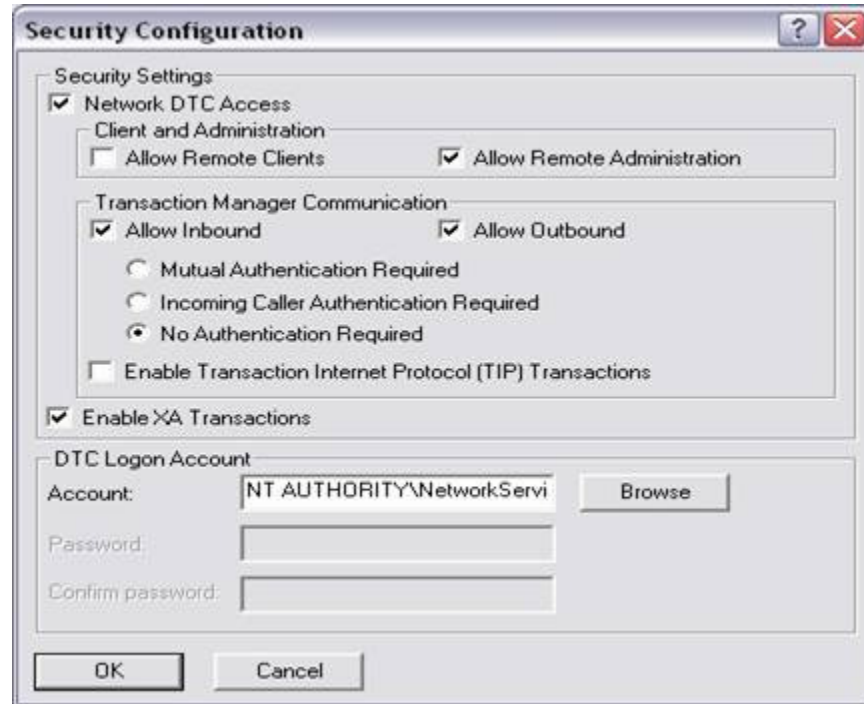 Security Configuration
Security Settings
Network DTC Access
Client and Administration
Allow Remote Clients Allow Remote Administration
Transaction Manager Communication
Allow Inbound Allow Outbound
Mutual Authentication Required
Incoming Caller Authentication Required
No Authentication Required
Enable Transaction Internet Protocol (TIP) Transactions
Enable XA Transactions
DTC Logon Account
Account: NT AUTHORITY\NetworkServi Browse
Password:
Confirm password:
OK Cancel